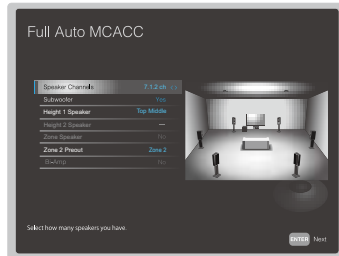 Full Auto MCACC
Speaker Channels 7.1.2 ch
Subwoofer Yes
Height 1 Speaker Top Middle
Height 2 Speaker ---
Zone Speaker No
Zone 2 Preout Zone 2
Bi-Amp No
Select how many speakers you have.
ENTER Next